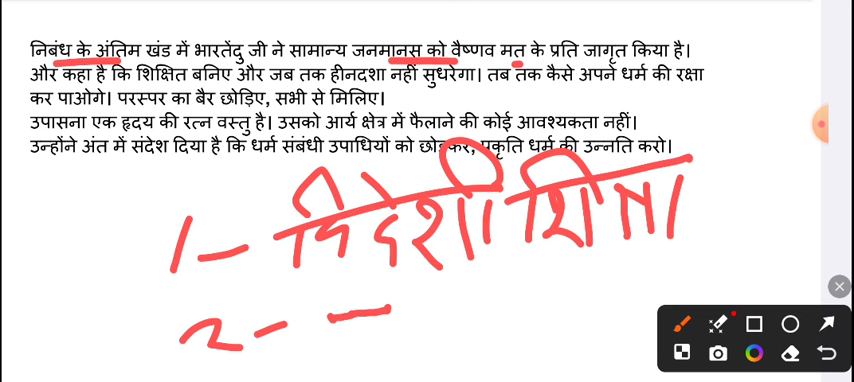 निबंध के अंतिम खंड में भारतेंदु जी ने सामान्य जनमानस को वैष्णव मत के प्रति जागृत किया है।
और कहा है कि शिक्षित बनिए और जब तक हीनदशा नहीं सुधरेगा। तब तक कैसे अपने धर्म की रक्षा
कर पाओगे। परस्पर का बैर छोड़िए, सभी से मिलिए।
उपासना एक हृदय की रत्न वस्तु है। उसको आर्य क्षेत्र में फैलाने की कोई आवश्यकता नहीं।
उन्होंने अंत में संदेश दिया है कि धर्म संबंधी उपाधियों को छोड़कर, प्रकृति धर्म की उन्नति करो।
1- विदेशी शिक्षा
2- -